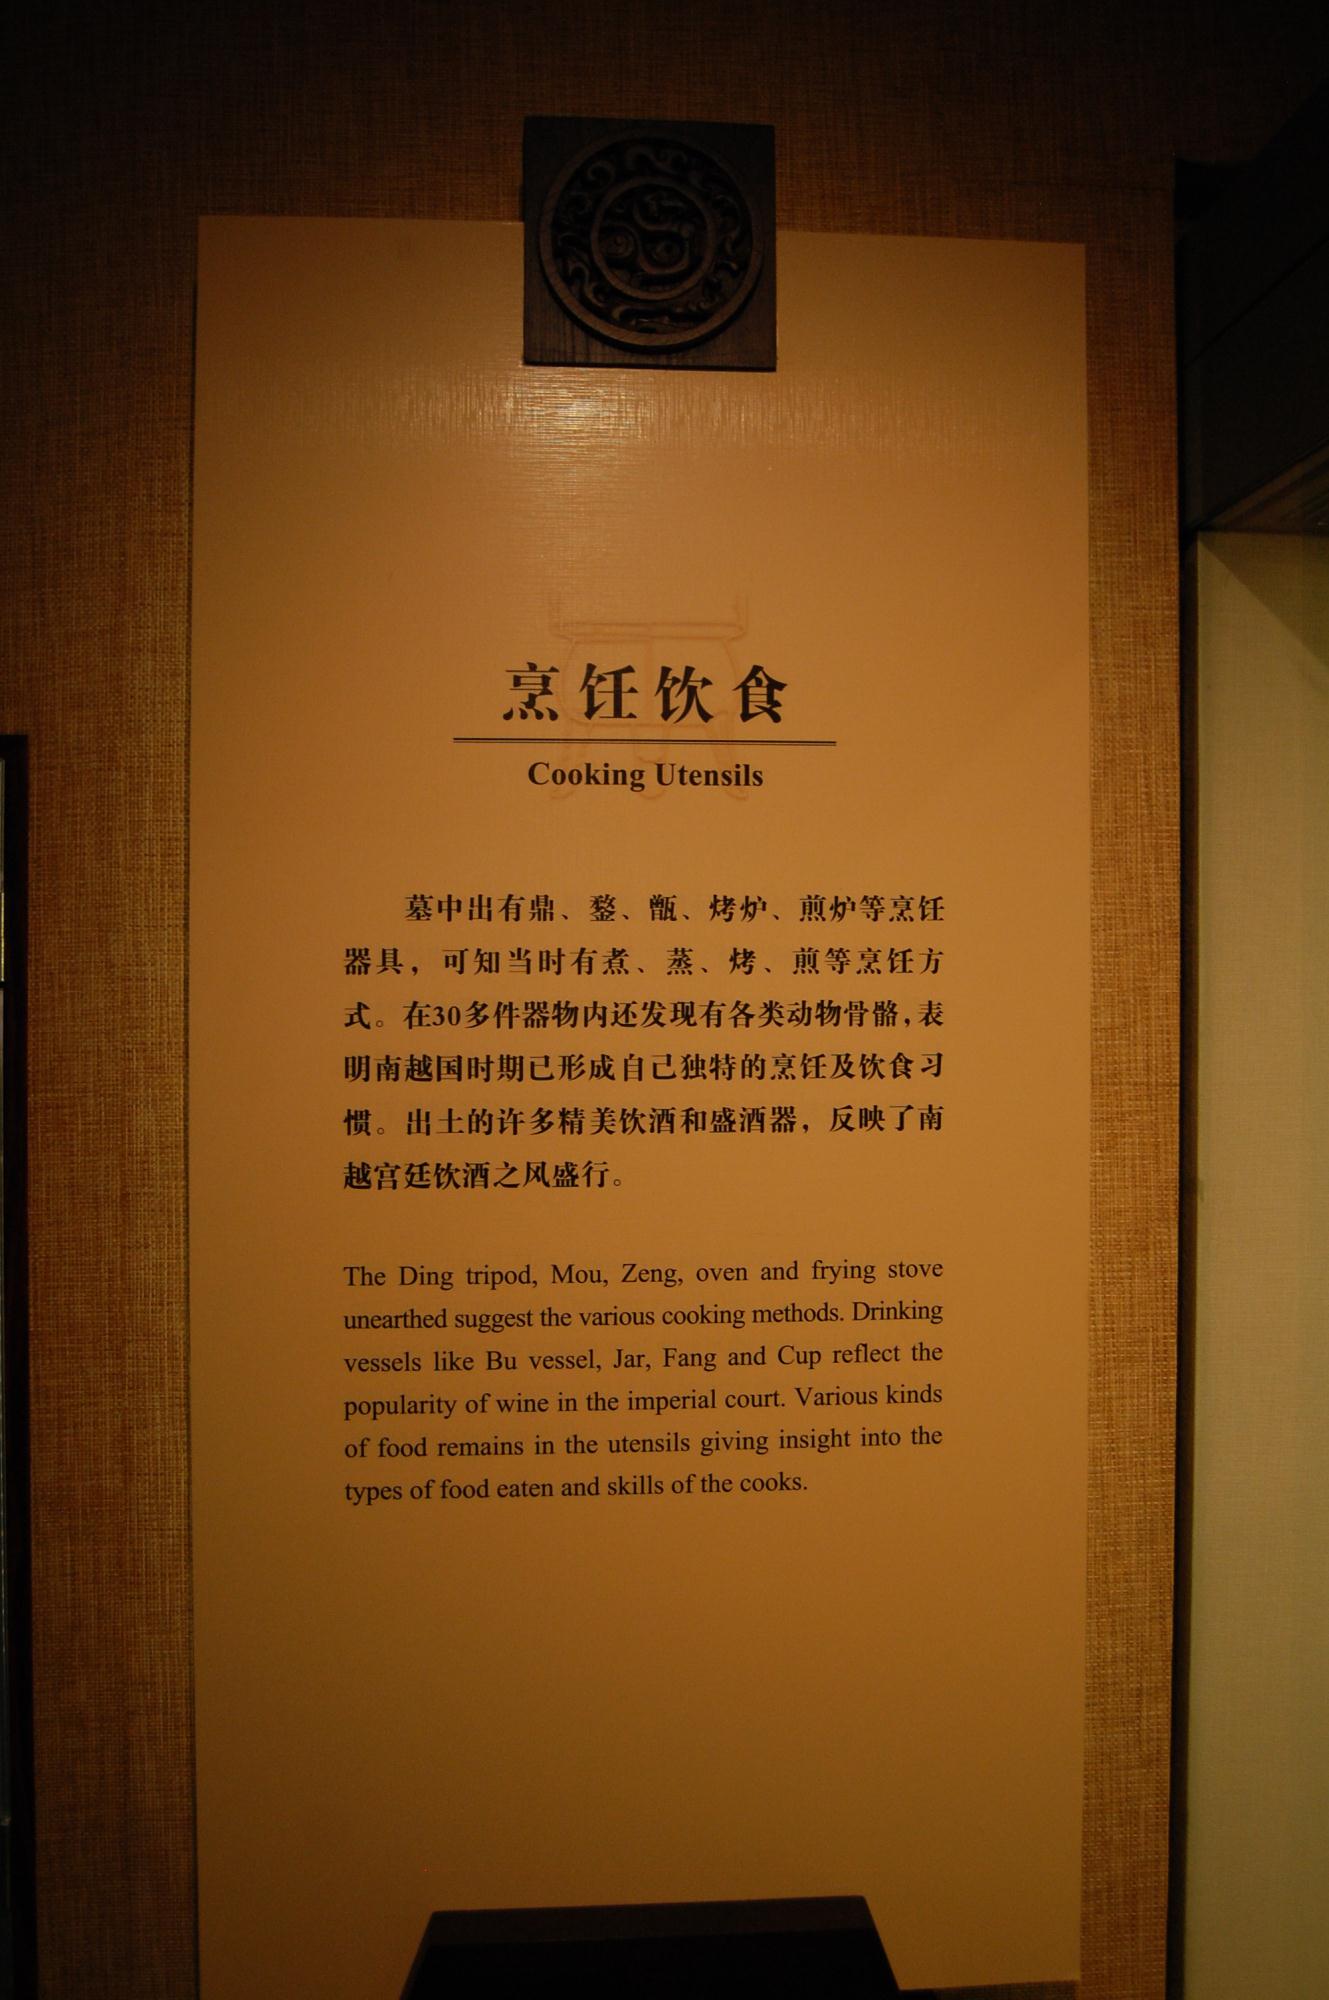 烹饪饮食
Cooking Utensils
墓中出有鼎、鍪、甑、烤炉、煎炉等烹饪
器具，可知当时有煮、蒸、烤、煎等烹饪方
式。在30多件器物内还发现有各类动物骨骼，表
明南越国时期已形成自己独特的烹饪及饮食习
惯。出土的许多精美饮酒和盛酒器，反映了南
越宫廷饮酒之风盛行。
The Ding tripod, Mou, Zeng, oven and frying stove
unearthed suggest the various cooking methods. Drinking
vessels like Bu vessel, Jar, Fang and Cup reflect the
popularity of wine in the imperial court. Various kinds
of food remains in the utensils giving insight into the
types of food eaten and skills of the cooks.